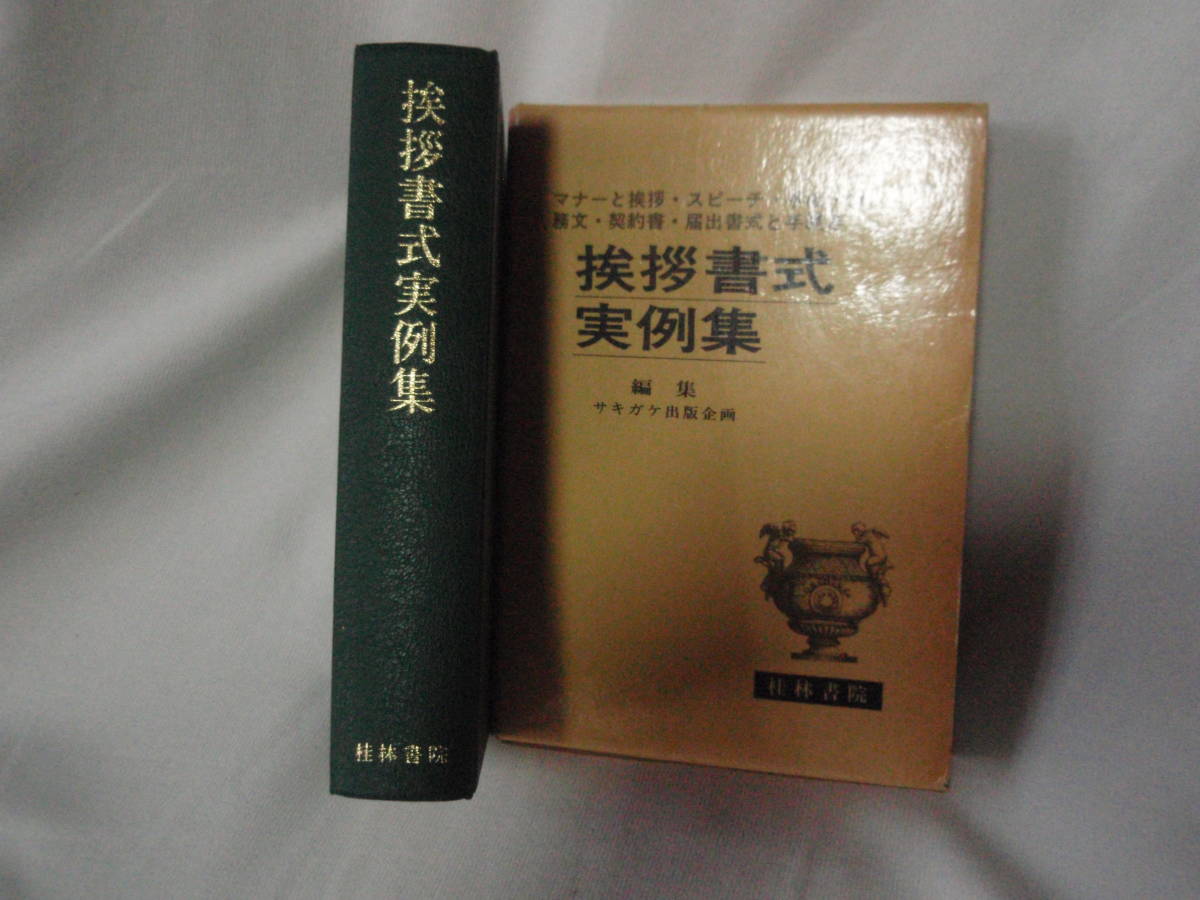 挨拶書式実例集
桂林書院
マナーと挨拶・スピーチ
務文・契約書・届出書式と手続
挨拶書式
実例集
編集
サキガケ出版企画
桂林書院